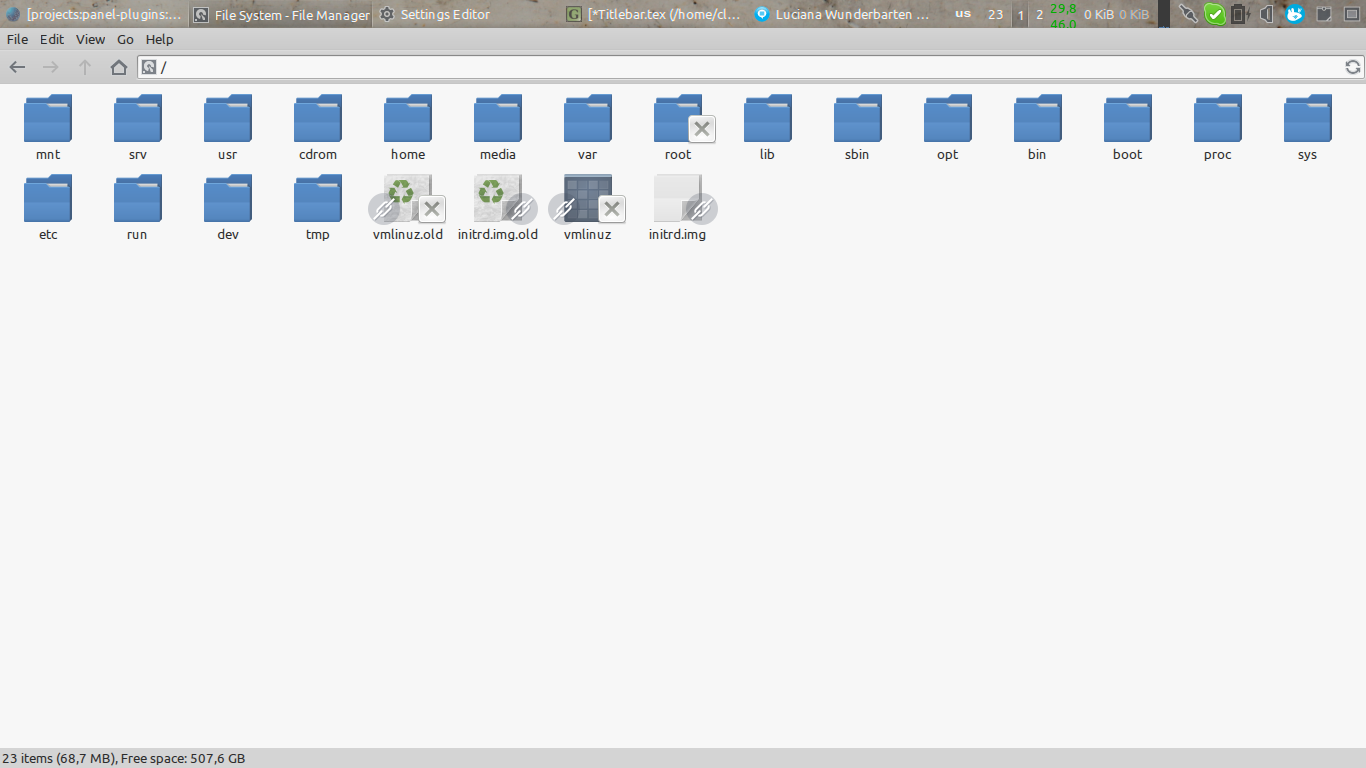 [projects:panel-plugins:... File System - File Manager Settings Editor [*Titlebar.tex (/home/cl... Luciana Wunderbarten ... us 23 1 2 29,8 0 KiB 0 KiB
46,0
File Edit View Go Help
/
mnt srv usr cdrom home media var root lib sbin opt bin boot proc sys
etc run dev tmp vmlinuz.old initrd.img.old vmlinuz initrd.img
23 items (68,7 MB), Free space: 507,6 GB